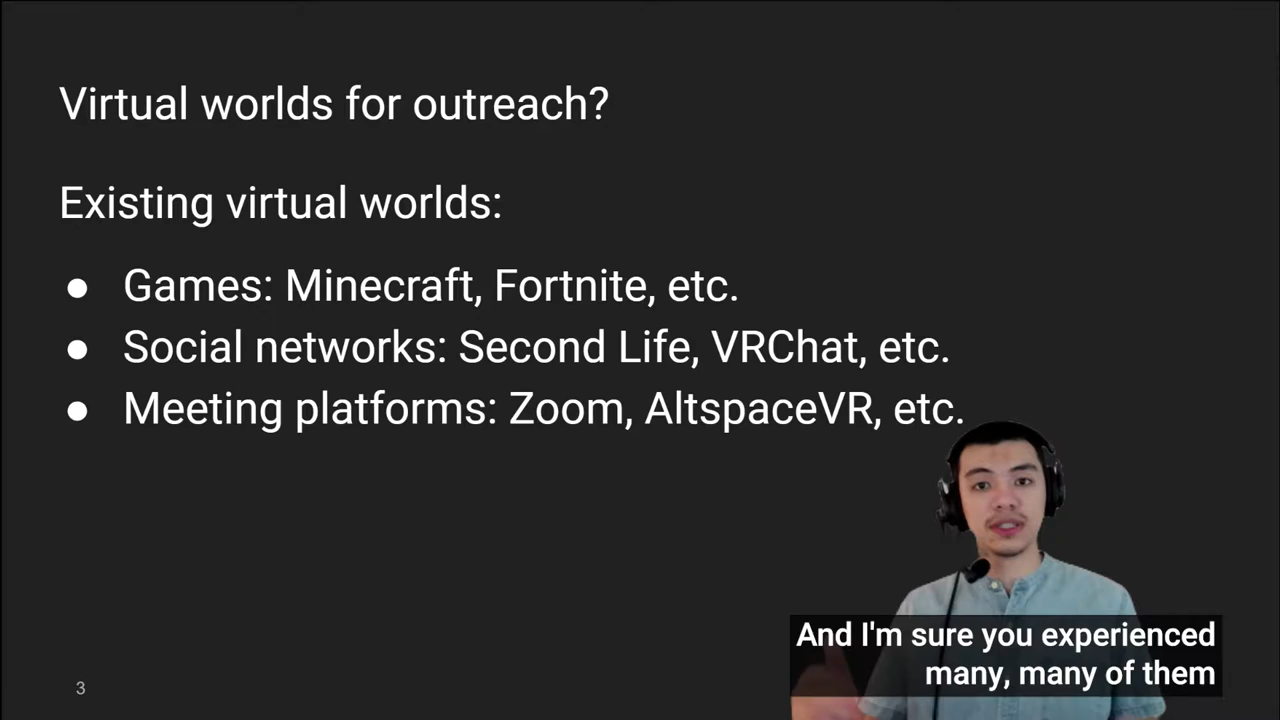 Virtual worlds for outreach?
Existing virtual worlds:
● Games: Minecraft, Fortnite, etc.
● Social networks: Second Life, VRChat, etc.
● Meeting platforms: Zoom, AltspaceVR, etc.
And I'm sure you experienced
many, many of them
3